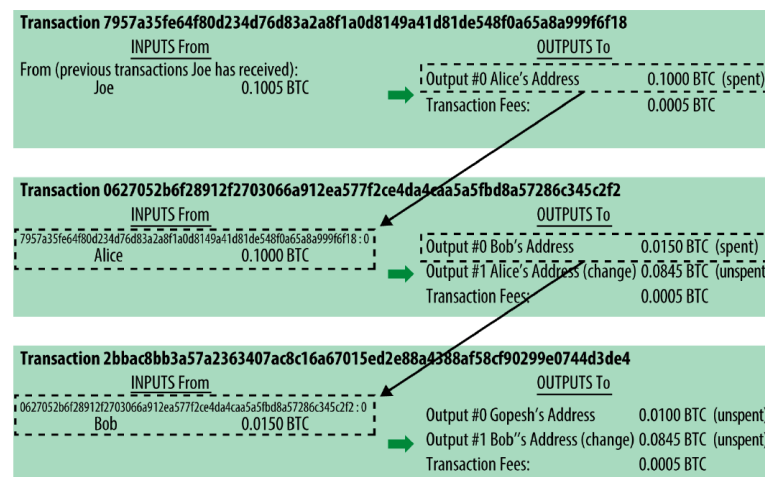 Transaction 7957a35fe64f80d234d76d83a2a8f1a0d8149a41d81de548f0a65a8a999f6f18
INPUTS From
OUTPUTS To
From (previous transactions Joe has received):
Joe 0.1005 BTC
Output #0 Alice's Address 0.1000 BTC (spent)
Transaction Fees: 0.0005 BTC
Transaction 0627052b6f28912f2703066a912ea577f2ce4da4caa5a5fbd8a57286c345c2f2
INPUTS From
OUTPUTS To
7957a35fe64f80d234d76d83a2a8f1a0d8149a41d81de548f0a65a8a999f6f18 : 0
Alice 0.1000 BTC
Output #0 Bob's Address 0.0150 BTC (spent)
Output #1 Alice's Address (change) 0.0845 BTC (unspent
Transaction Fees: 0.0005 BTC
Transaction 2bbac8bb3a57a2363407ac8c16a67015ed2e88a4388af58cf90299e0744d3de4
INPUTS From
OUTPUTS To
0627052b6f28912f2703066a912ea577f2ce4da4caa5a5fbd8a57286c345c2f2 : 0
Bob 0.0150 BTC
Output #0 Gopesh's Address 0.0100 BTC (unspent)
Output #1 Bob"s Address (change) 0.0845 BTC (unspent)
Transaction Fees: 0.0005 BTC